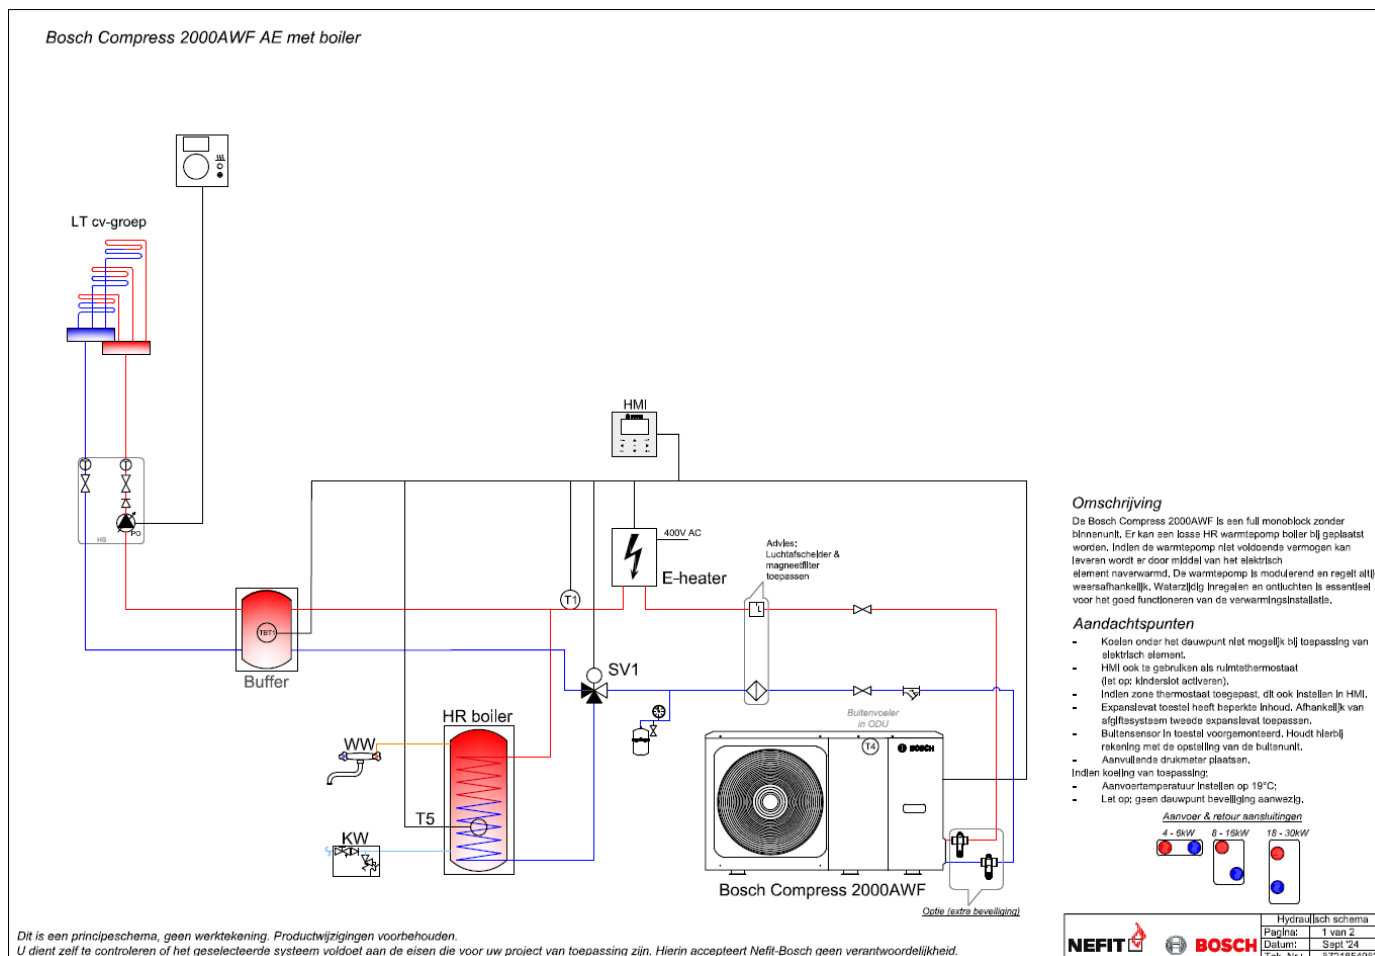 Bosch Compress 2000AWF AE met boiler
LT cv-groep
HMI
400V AC
E-heater
Advies:
Luchtafscheider &
magneetfilter
toepassen
PO
HS
T1
TBT1
Buffer
SV1
HR boiler
WW
T5
KW
Buitenvoeler
in ODU
T4
BOSCH
Bosch Compress 2000AWF
Optie (extra beveiliging)
Omschrijving
De Bosch Compress 2000AWF is een full monoblock zonder
binnenunit. Er kan een losse HR warmtepomp boiler bij geplaatst
worden. Indien de warmtepomp niet voldoende vermogen kan
leveren wordt er door middel van het elektrisch
element naverwarmd. De warmtepomp is modulerend en regelt altij
weersafhankelijk. Waterzijdig inregelen en ontluchten is essentieel
voor het goed functioneren van de verwarmingsinstallatie.
Aandachtspunten
- Koelen onder het dauwpunt niet mogelijk bij toepassing van
elektrisch element.
- HMI ook te gebruiken als ruimtethermostaat
(let op: kinderslot activeren).
- Indien zone thermostaat toegepast, dit ook instellen in HMI.
- Expansievat toestel heeft beperkte inhoud. Afhankelijk van
afgiftesysteem tweede expansievat toepassen.
- Buitensensor in toestel voorgemonteerd. Houdt hierbij
rekening met de opstelling van de buitenunit.
- Aanvullende drukmeter plaatsen.
Indien koeling van toepassing:
- Aanvoertemperatuur instellen op 19°C;
- Let op: geen dauwpunt beveiliging aanwezig.
Aanvoer & retour aansluitingen
4 - 6kW 8 - 16kW 18 - 30kW
Dit is een principeschema, geen werktekening. Productwijzigingen voorbehouden.
U dient zelf te controleren of het geselecteerde systeem voldoet aan de eisen die voor uw project van toepassing zijn. Hierin accepteert Nefit-Bosch geen verantwoordelijkheid.
NEFIT BOSCH
Hydraulisch schema
Pagina: 1 van 2
Datum: Sept '24